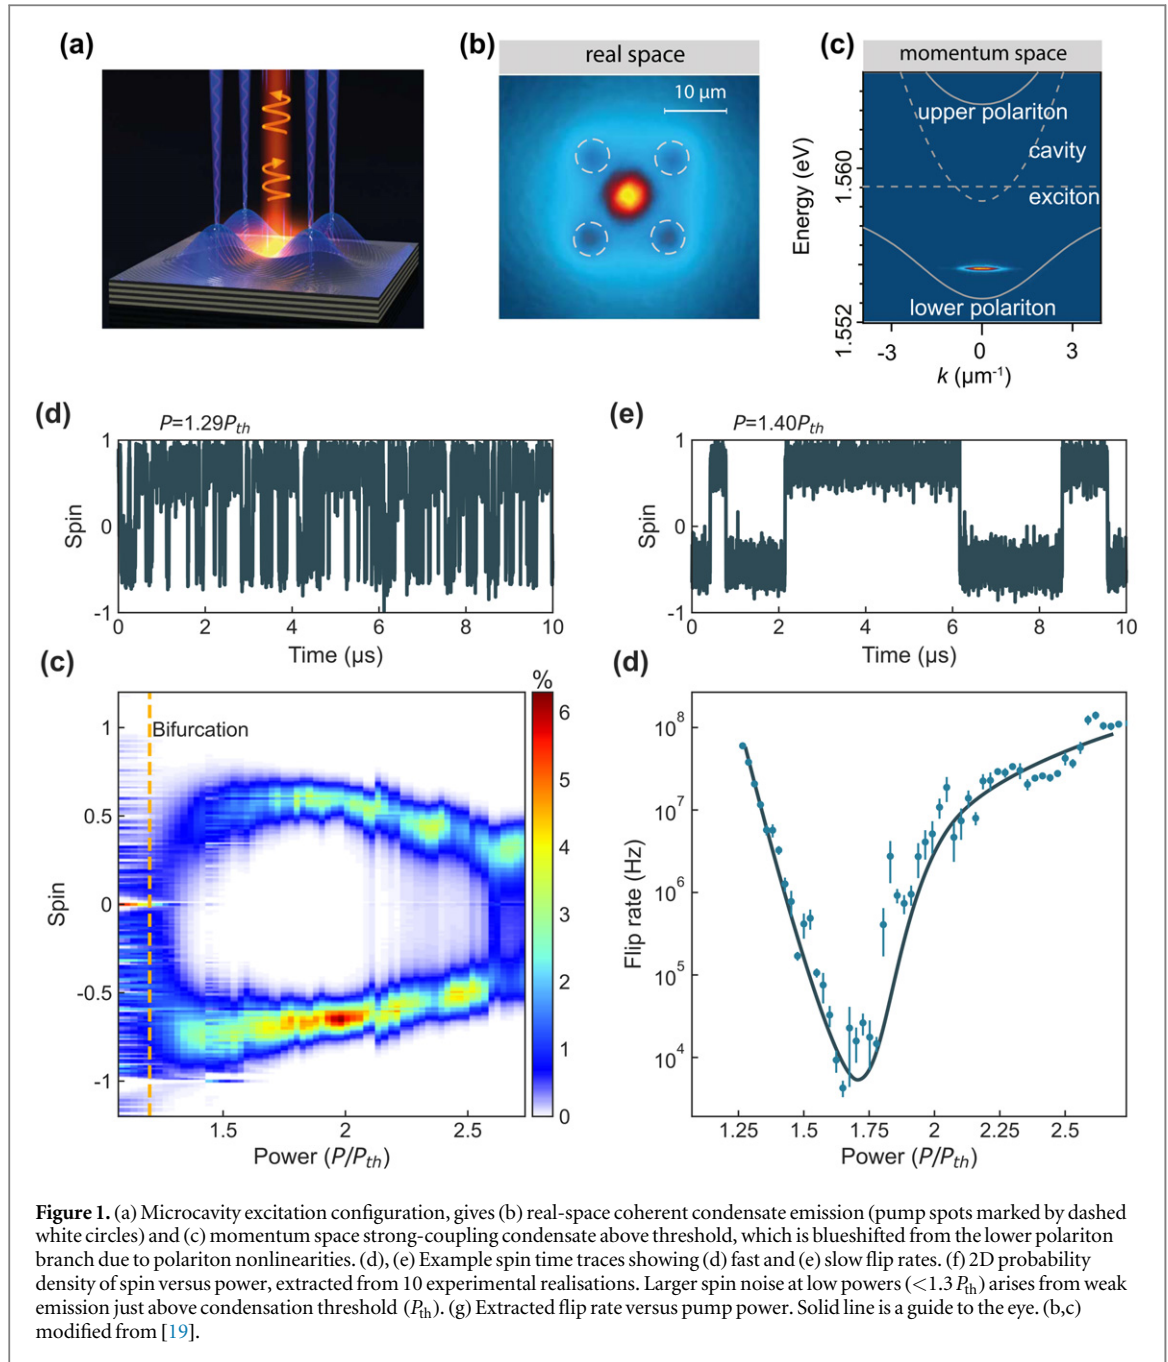 (a)
(b)
real space
10 μm
(c)
momentum space
upper polariton
cavity
exciton
lower polariton
Energy (eV)
1.560
1.552
-3 0 3
k (μm⁻¹)
(d)
P=1.29Pth
Spin
1
0
-1
0 2 4 6 8 10
Time (μs)
(e)
P=1.40Pth
Spin
1
0
-1
0 2 4 6 8 10
Time (μs)
(c)
Bifurcation
Spin
1
0.5
0
-0.5
-1
1.5 2 2.5
Power (P/Pth)
%
6
5
4
3
2
1
0
(d)
Flip rate (Hz)
10⁸
10⁷
10⁶
10⁵
10⁴
1.25 1.5 1.75 2 2.25 2.5
Power (P/Pth)
Figure 1. (a) Microcavity excitation configuration, gives (b) real-space coherent condensate emission (pump spots marked by dashed
white circles) and (c) momentum space strong-coupling condensate above threshold, which is blueshifted from the lower polariton
branch due to polariton nonlinearities. (d), (e) Example spin time traces showing (d) fast and (e) slow flip rates. (f) 2D probability
density of spin versus power, extracted from 10 experimental realisations. Larger spin noise at low powers (<1.3 Pth) arises from weak
emission just above condensation threshold (Pth). (g) Extracted flip rate versus pump power. Solid line is a guide to the eye. (b,c)
modified from [19].